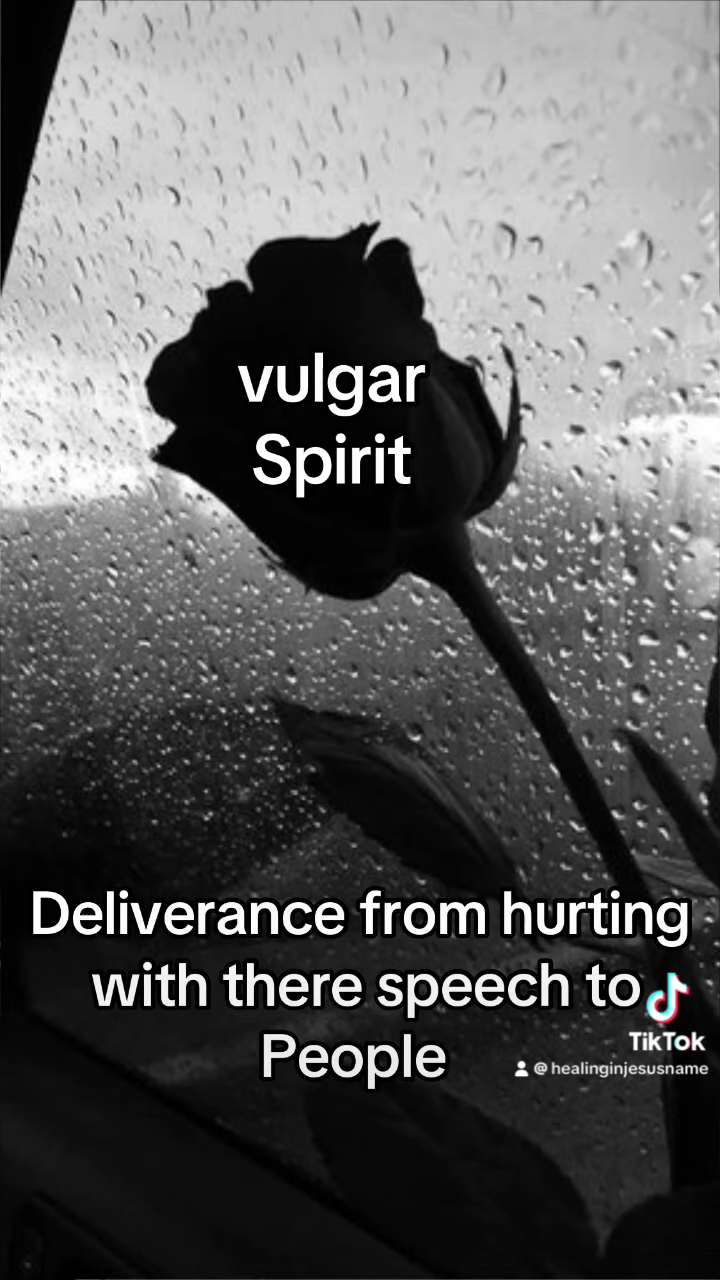 vulgar
Spirit
Deliverance from hurting
with there speech to
People
TikTok
@healinginjesusname